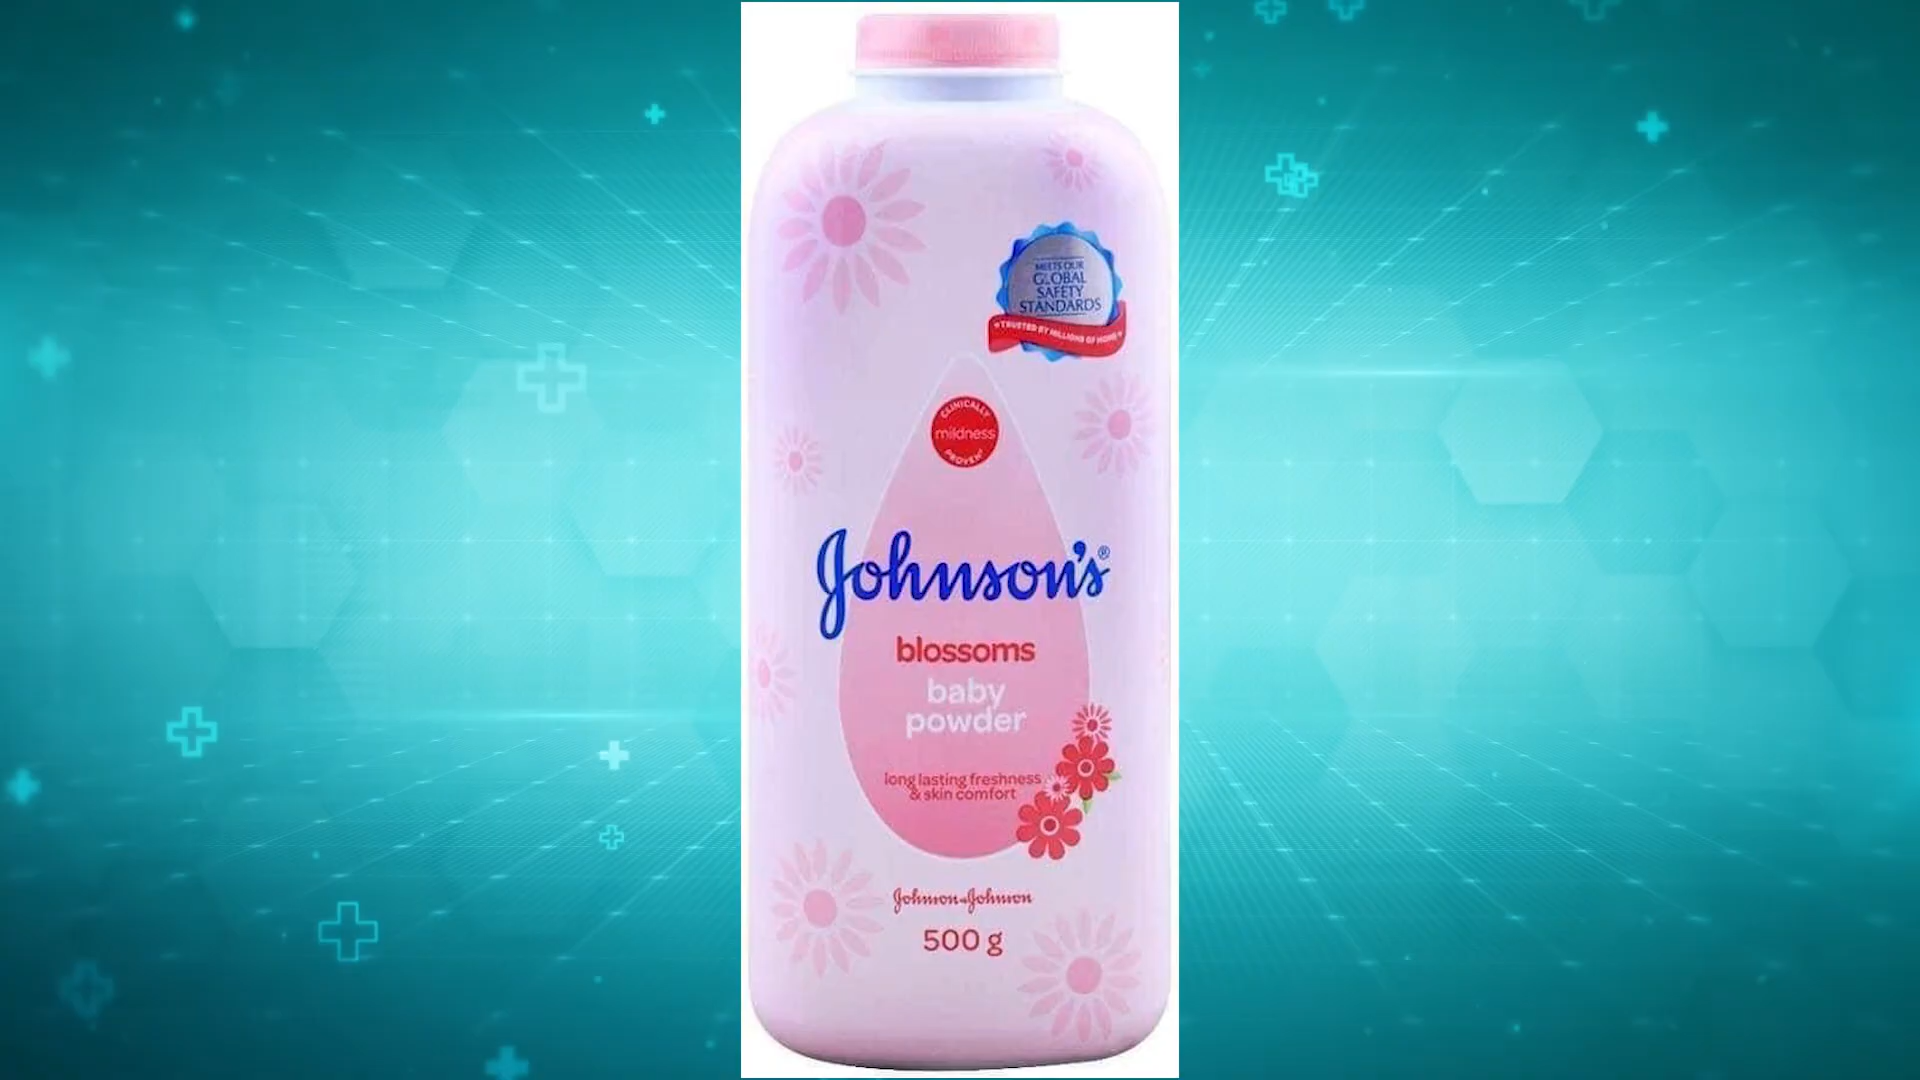 MEETS OUR
GLOBAL
SAFETY
STANDARDS
TRUSTED BY MILLIONS OF MOMS
CLINICALLY
mildness
PROVEN
Johnson's®
blossoms
baby
powder
long lasting freshness
& skin comfort
Johnson&Johnson
500 g